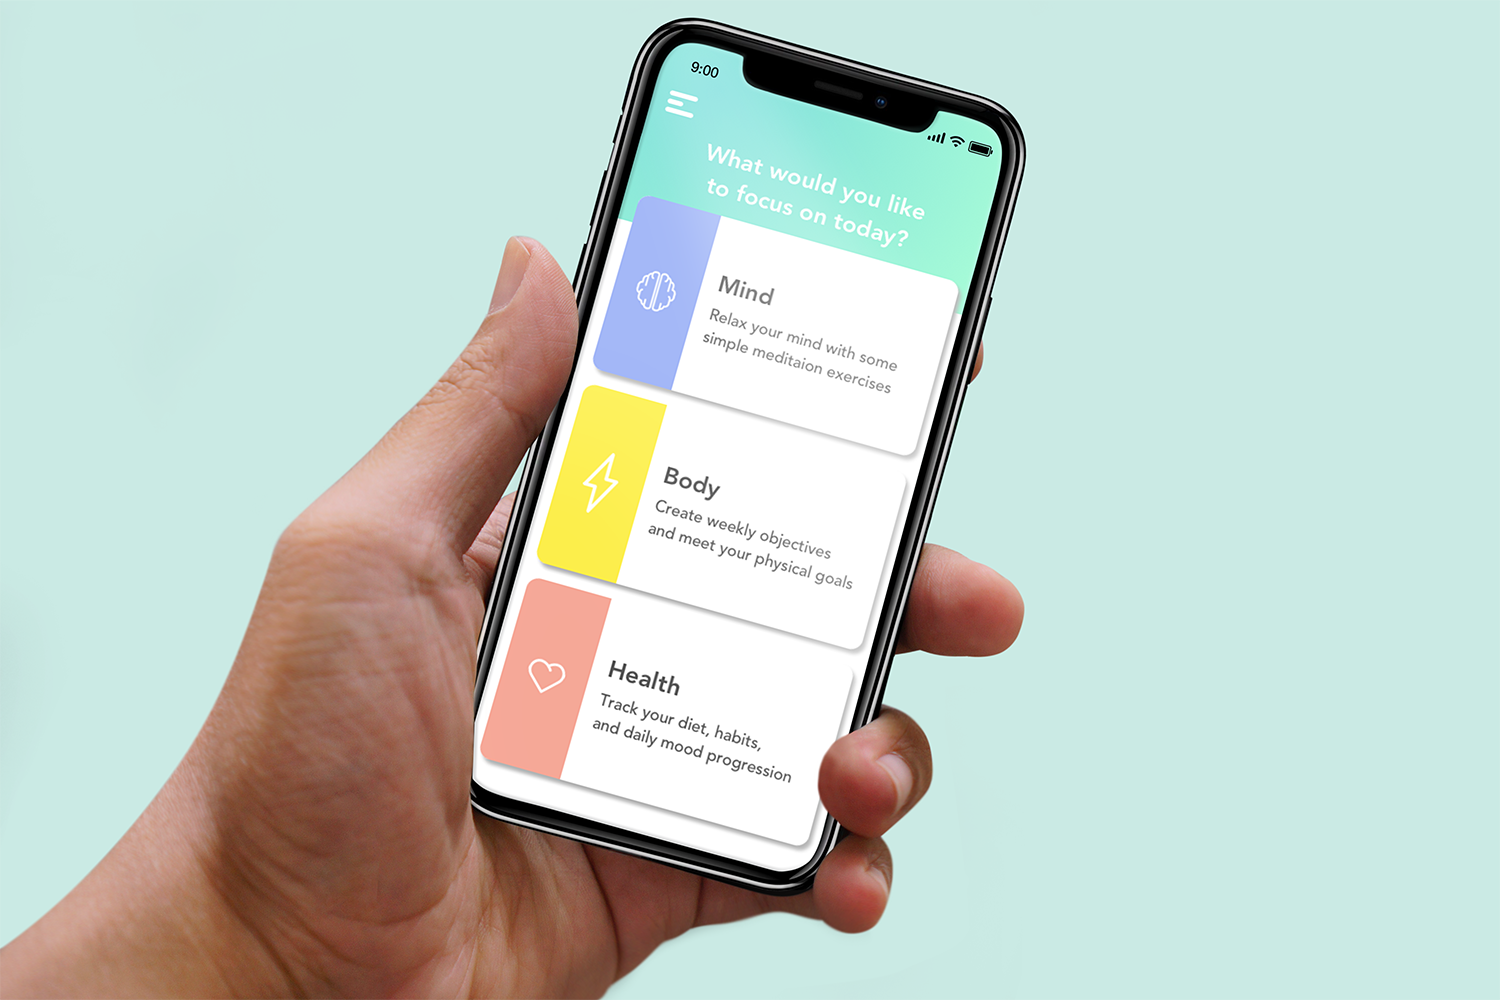 9:00
What would you like
to focus on today?
Mind
Relax your mind with some
simple meditaion exercises
Body
Create weekly objectives
and meet your physical goals
Health
Track your diet, habits,
and daily mood progression